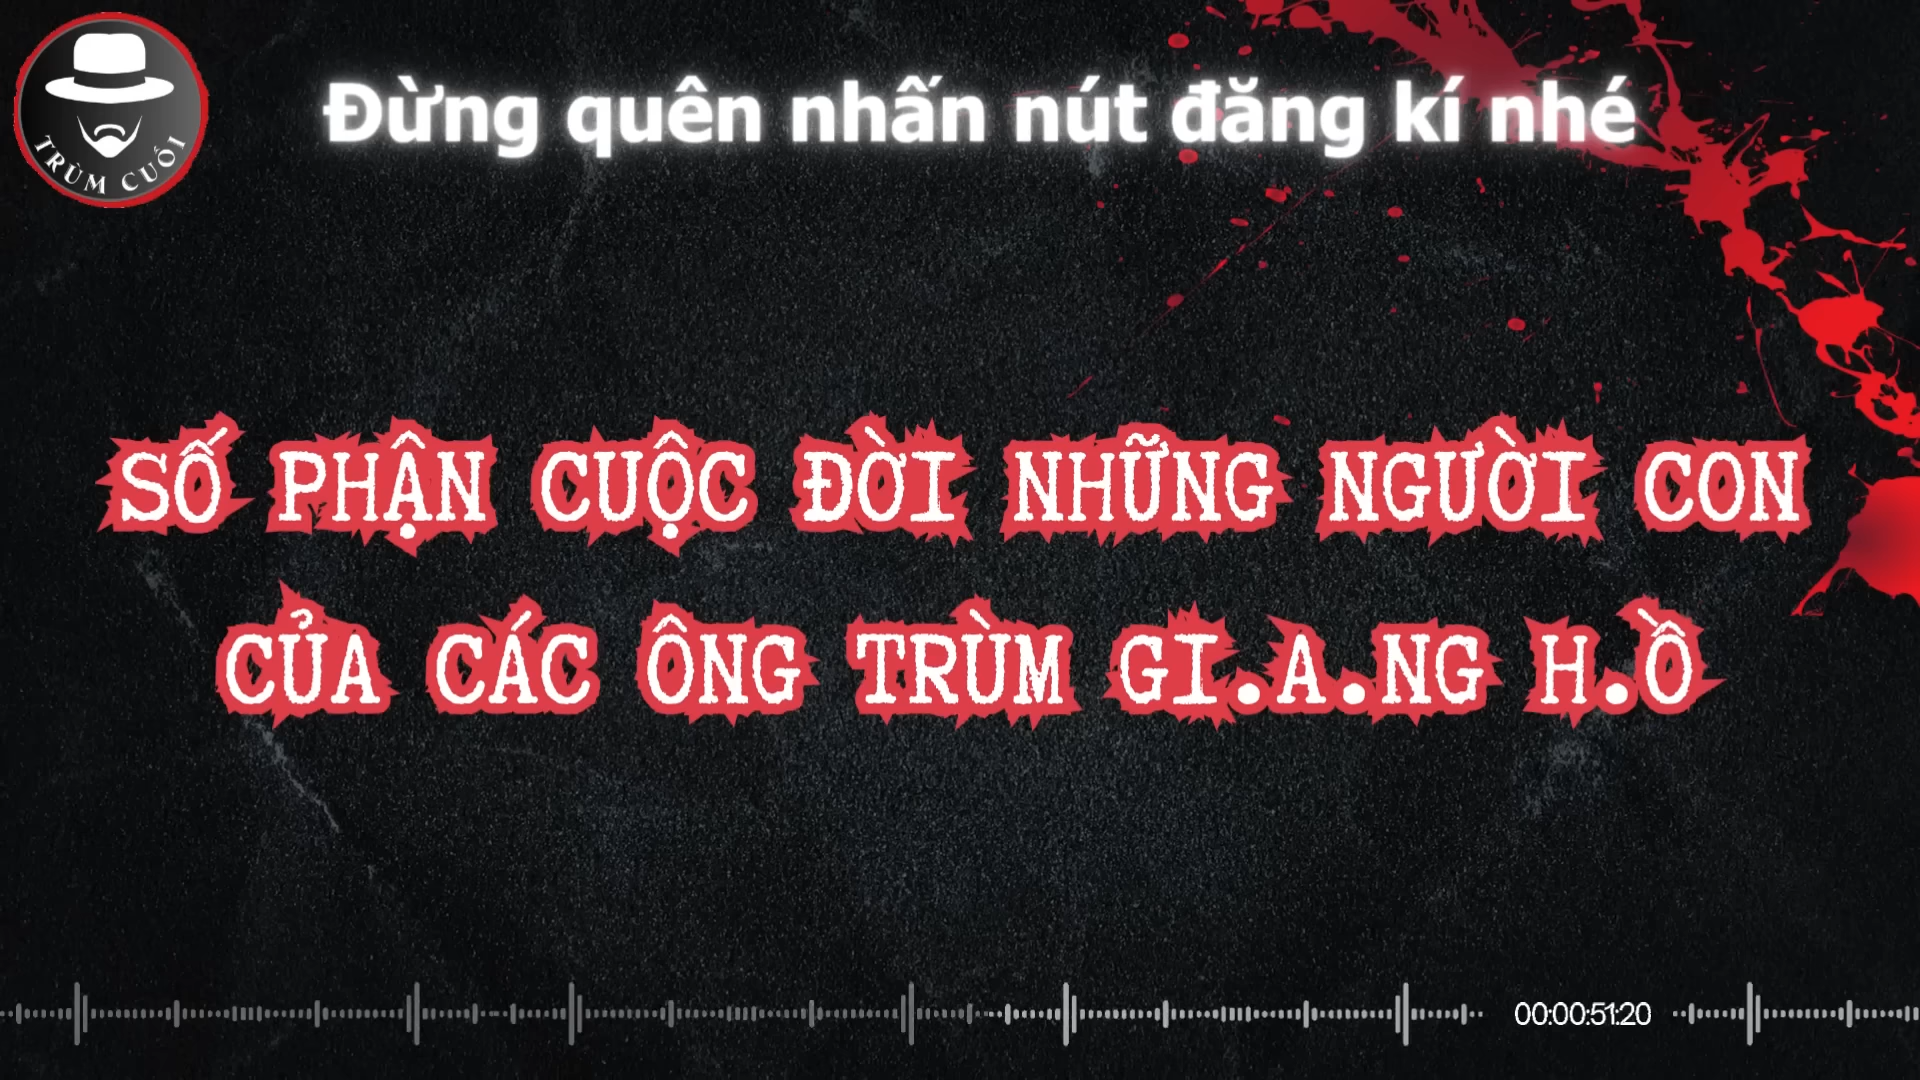 TRÙM CUỐI
Đừng quên nhấn nút đăng kí nhé
SỐ PHẬN CUỘC ĐỜI NHỮNG NGƯỜI CON
CỦA CÁC ÔNG TRÙM GI.A.NG H.Ồ
00:00:51:20